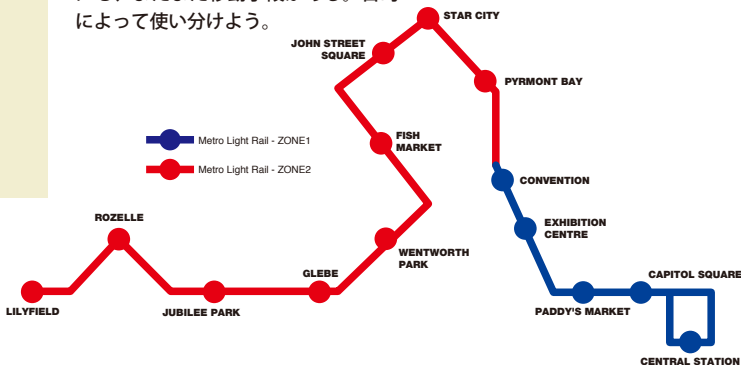 によって使い分けよう。
STAR CITY
JOHN STREET
SQUARE
PYRMONT BAY
Metro Light Rail - ZONE1
FISH
MARKET
Metro Light Rail - ZONE2
CONVENTION
ROZELLE
EXHIBITION
CENTRE
WENTWORTH
PARK
GLEBE
CAPITOL SQUARE
LILYFIELD
JUBILEE PARK
PADDY'S MARKET
CENTRAL STATION